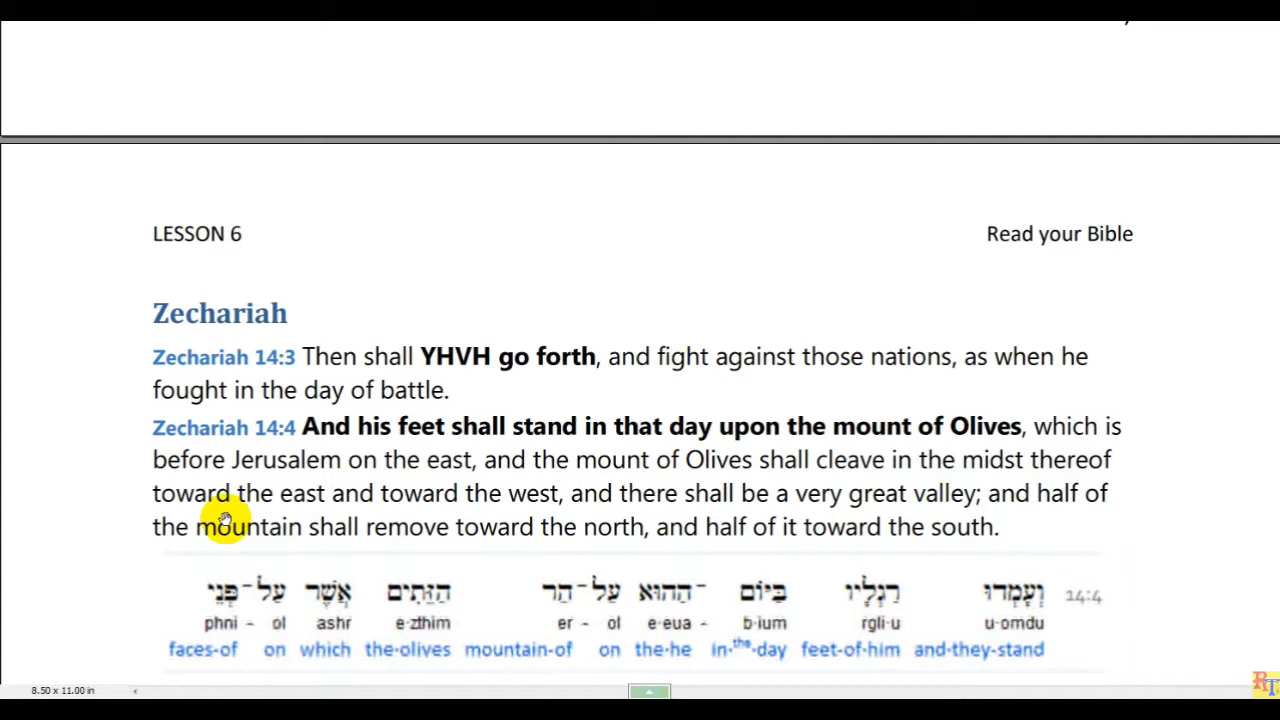 LESSON 6 Read your Bible
Zechariah
Zechariah 14:3 Then shall YHVH go forth, and fight against those nations, as when he
fought in the day of battle.
Zechariah 14:4 And his feet shall stand in that day upon the mount of Olives, which is
before Jerusalem on the east, and the mount of Olives shall cleave in the midst thereof
toward the east and toward the west, and there shall be a very great valley; and half of
the mountain shall remove toward the north, and half of it toward the south.
14:4 וְעָמְדוּ רַגְלָיו בַּיּוֹם־הַהוּא עַל־הַר הַזֵּתִים אֲשֶׁר עַל־פְּנֵי
phni - ol ashr e·zthim er - ol e·eua - b·ium rgli·u u·omdu
faces-of on which the·olives mountain-of on the·he in·the·day feet-of·him and·they-stand
8.50 x 11.00 in
RT